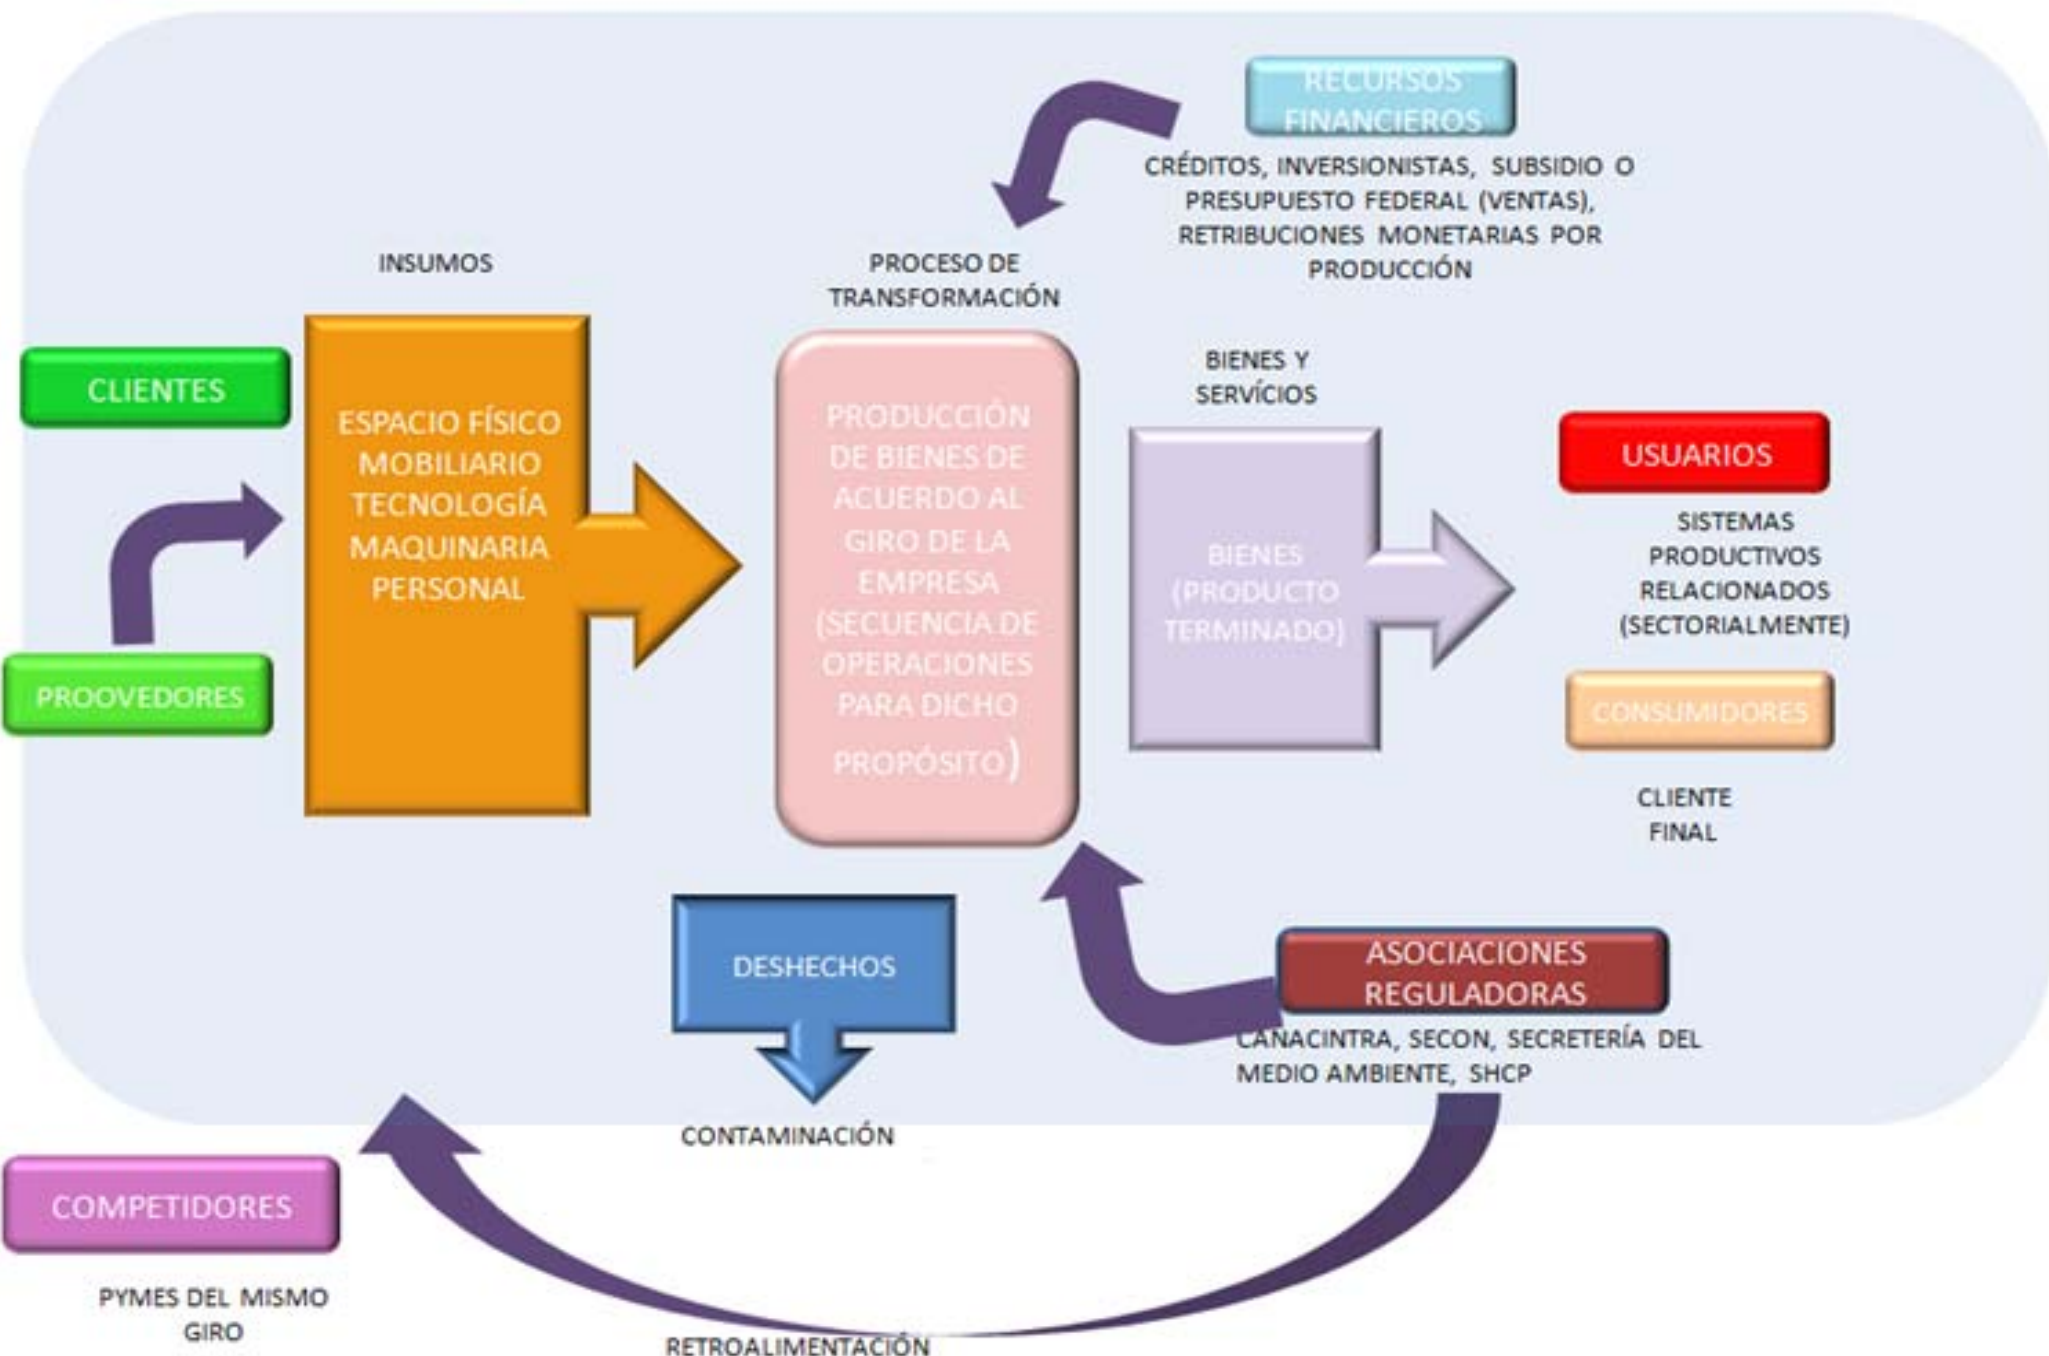 RECURSOS
FINANCIEROS
CRÉDITOS, INVERSIONISTAS, SUBSIDIO O
PRESUPUESTO FEDERAL (VENTAS),
RETRIBUCIONES MONETARIAS POR
PRODUCCIÓN
INSUMOS
CLIENTES
ESPACIO FÍSICO
MOBILIARIO
TECNOLOGÍA
MAQUINARIA
PERSONAL
PROOVEDORES
PROCESO DE
TRANSFORMACIÓN
PRODUCCIÓN
DE BIENES DE
ACUERDO AL
GIRO DE LA
EMPRESA
(SECUENCIA DE
OPERACIONES
PARA DICHO
PROPÓSITO)
BIENES Y
SERVÍCIOS
BIENES
(PRODUCTO
TERMINADO)
USUARIOS
SISTEMAS
PRODUCTIVOS
RELACIONADOS
(SECTORIALMENTE)
CONSUMIDORES
CLIENTE
FINAL
DESHECHOS
CONTAMINACIÓN
ASOCIACIONES
REGULADORAS
CANACINTRA, SECON, SECRETERÍA DEL
MEDIO AMBIENTE, SHCP
COMPETIDORES
PYMES DEL MISMO
GIRO
RETROALIMENTACIÓN